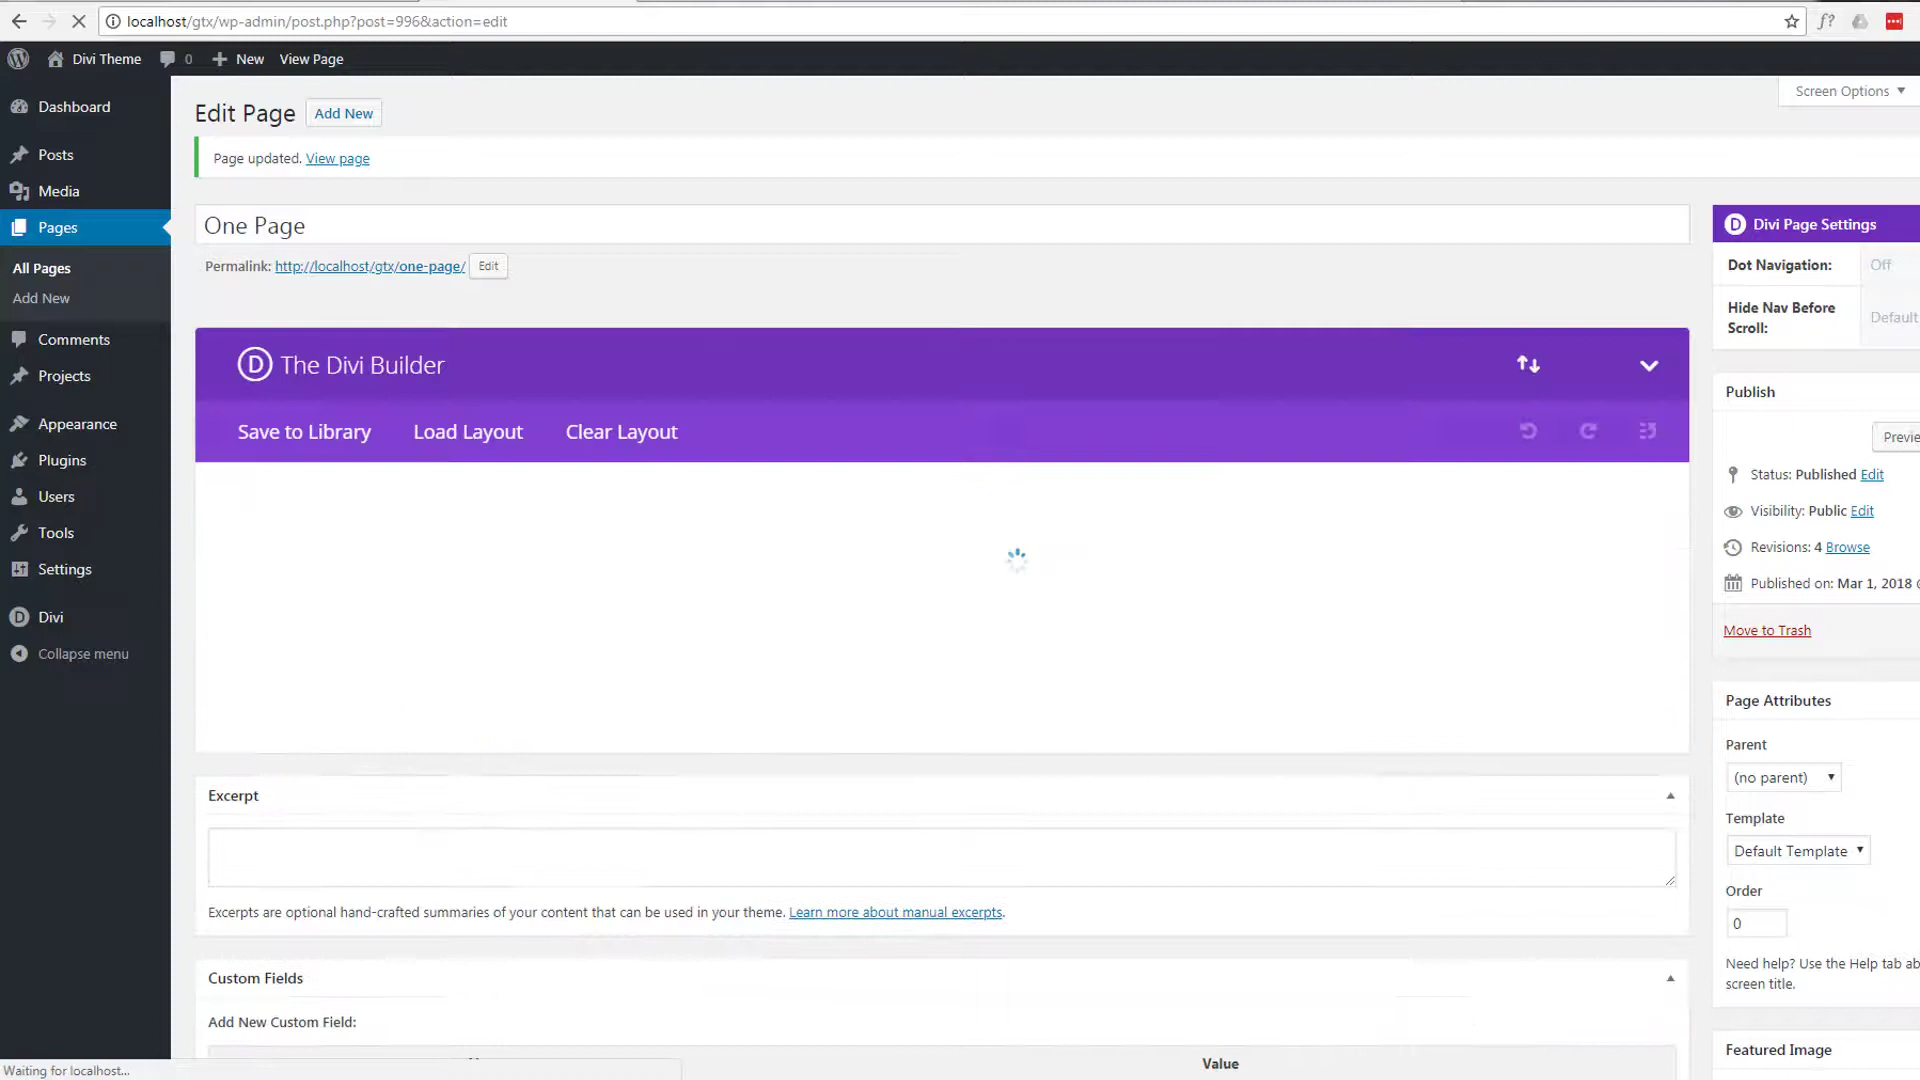 localhost/gtx/wp-admin/post.php?post=996&action=edit
f?
Divi Theme 0 New View Page
Screen Options
Dashboard
Posts
Media
Pages
All Pages
Add New
Comments
Projects
Appearance
Plugins
Users
Tools
Settings
D Divi
Collapse menu
Edit Page Add New
Page updated. View page
One Page
Permalink: http://localhost/gtx/one-page/ Edit
D The Divi Builder
Save to Library Load Layout Clear Layout
Excerpt
Excerpts are optional hand-crafted summaries of your content that can be used in your theme. Learn more about manual excerpts.
Custom Fields
Add New Custom Field:
Value
D Divi Page Settings
Dot Navigation: Off
Hide Nav Before
Scroll:
Default
Publish
Previe
Status: Published Edit
Visibility: Public Edit
Revisions: 4 Browse
Published on: Mar 1, 2018
Move to Trash
Page Attributes
Parent
(no parent)
Template
Default Template
Order
0
Need help? Use the Help tab ab
screen title.
Featured Image
Waiting for localhost...